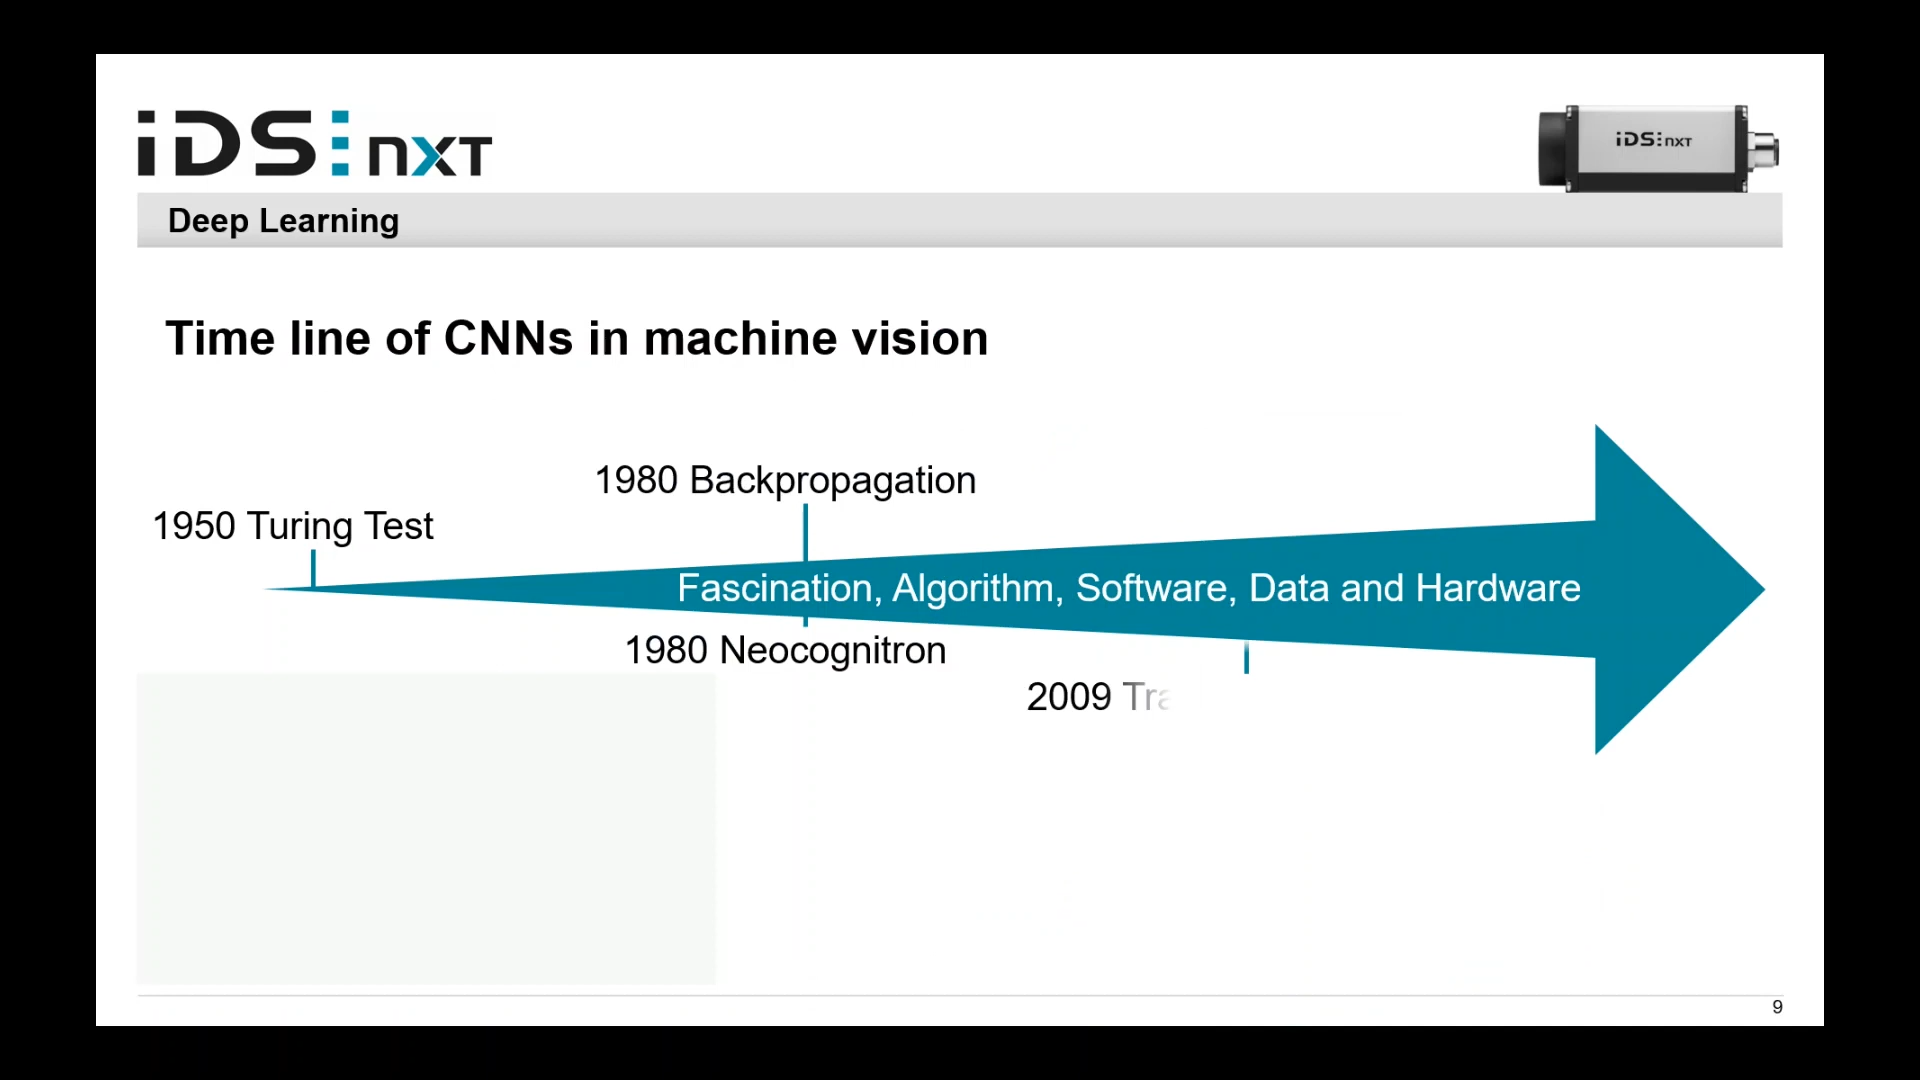 iDS nxt
iDS nxt
Deep Learning
Time line of CNNs in machine vision
1980 Backpropagation
1950 Turing Test
Fascination, Algorithm, Software, Data and Hardware
1980 Neocognitron
2009
9